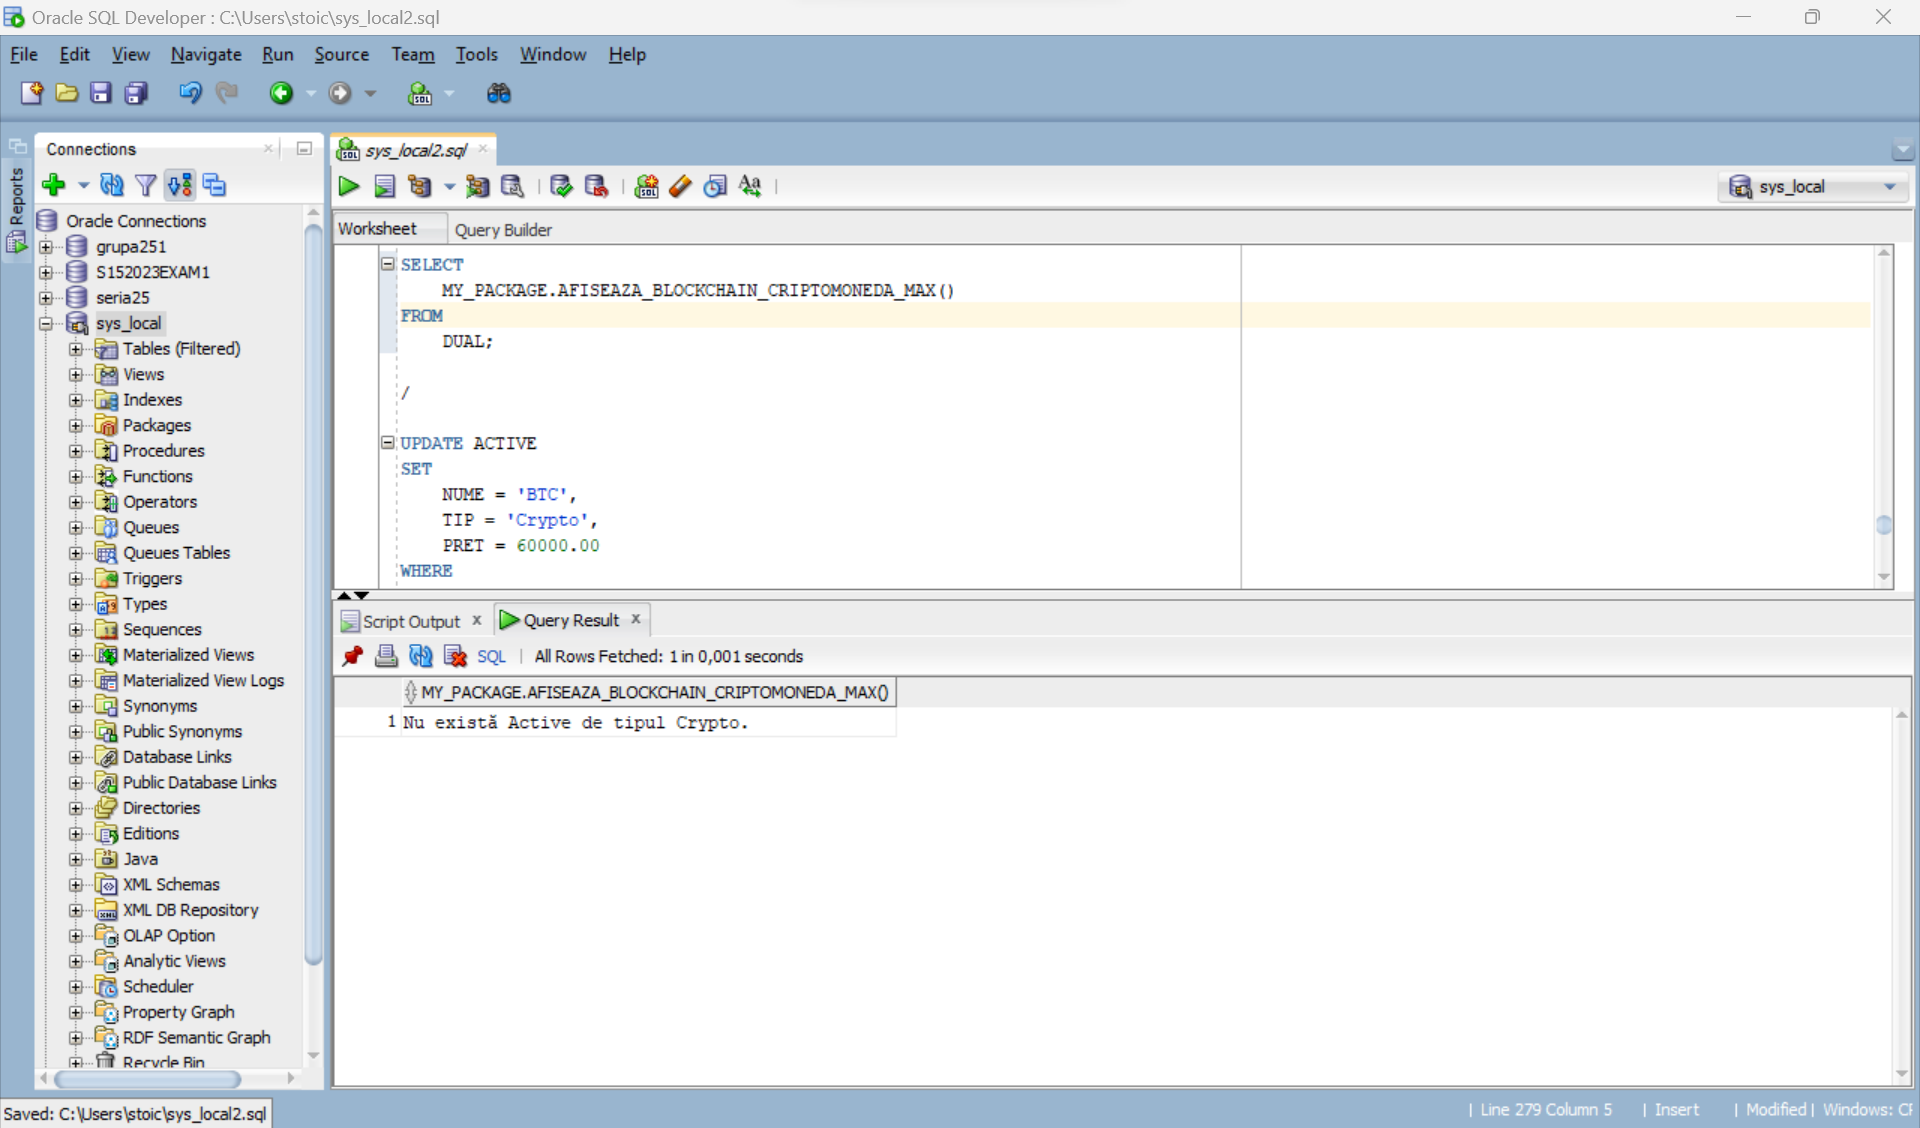 Oracle SQL Developer : C:\Users\stoic\sys_local2.sql
File Edit View Navigate Run Source Team Tools Window Help
Reports
Connections
Oracle Connections
grupa251
S152023EXAM1
seria25
sys_local
Tables (Filtered)
Views
Indexes
Packages
Procedures
Functions
Operators
Queues
Queues Tables
Triggers
Types
Sequences
Materialized Views
Materialized View Logs
Synonyms
Public Synonyms
Database Links
Public Database Links
Directories
Editions
Java
XML Schemas
XML DB Repository
OLAP Option
Analytic Views
Scheduler
Property Graph
RDF Semantic Graph
Recycle Bin
sys_local2.sql
sys_local
Worksheet Query Builder
SELECT
MY_PACKAGE.AFISEAZA_BLOCKCHAIN_CRIPTOMONEDA_MAX()
FROM
DUAL;
/
UPDATE ACTIVE
SET
NUME = 'BTC',
TIP = 'Crypto',
PRET = 60000.00
WHERE
Script Output x Query Result x
SQL | All Rows Fetched: 1 in 0,001 seconds
MY_PACKAGE.AFISEAZA_BLOCKCHAIN_CRIPTOMONEDA_MAX()
1 Nu există Active de tipul Crypto.
Saved: C:\Users\stoic\sys_local2.sql
| Line 279 Column 5 | Insert | Modified | Windows: